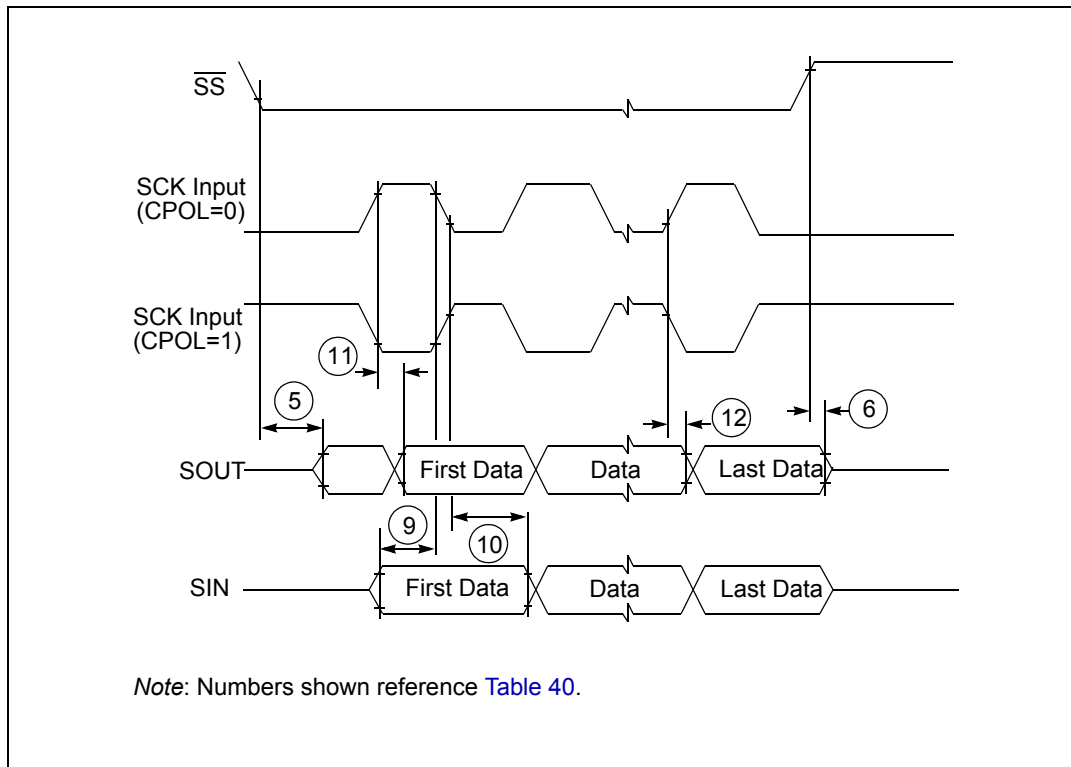 SS
SCK Input
(CPOL=0)
SCK Input
(CPOL=1)
11
5
12
6
SOUT
First Data
Data
Last Data
9
10
SIN
First Data
Data
Last Data
Note: Numbers shown reference Table 40.